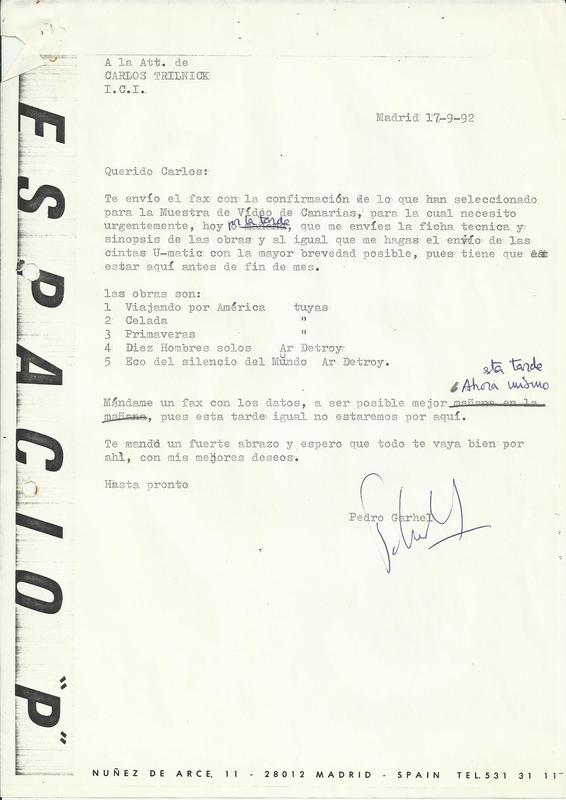 ESPACIO "P"
A la Att. de
CARLOS TRILNICK
I.C.I.
Madrid 17-9-92
Querido Carlos:
Te envío el fax con la confirmación de lo que han seleccionado
para la Muestra de Vídeo de Canarias, para la cual necesito
por la tarde
urgentemente, hoy mañana, que me envíes la ficha tecnica y
sinopsis de las obras y al igual que me hagas el envío de las
cintas U-matic con la mayor brevedad posible, pues tiene que
estar aquí antes de fin de mes.
las obras son:
1 Viajando por América tuyas
2 Celada "
3 Primaveras "
4 Diez Hombres solos Ar Detroy
5 Eco del silencio del Mundo Ar Detroy.
sta tarde
Ahora mismo
Mándame un fax con los datos, a ser posible mejor mañana en la
mañana, pues esta tarde igual no estaremos por aquí.
Te mando un fuerte abrazo y espero que todo te vaya bien por
ahí, con mis mejores deseos.
Hasta pronto
Pedro Garhel
NUÑEZ DE ARCE, 11 - 28012 MADRID - SPAIN TEL. 531 31 11